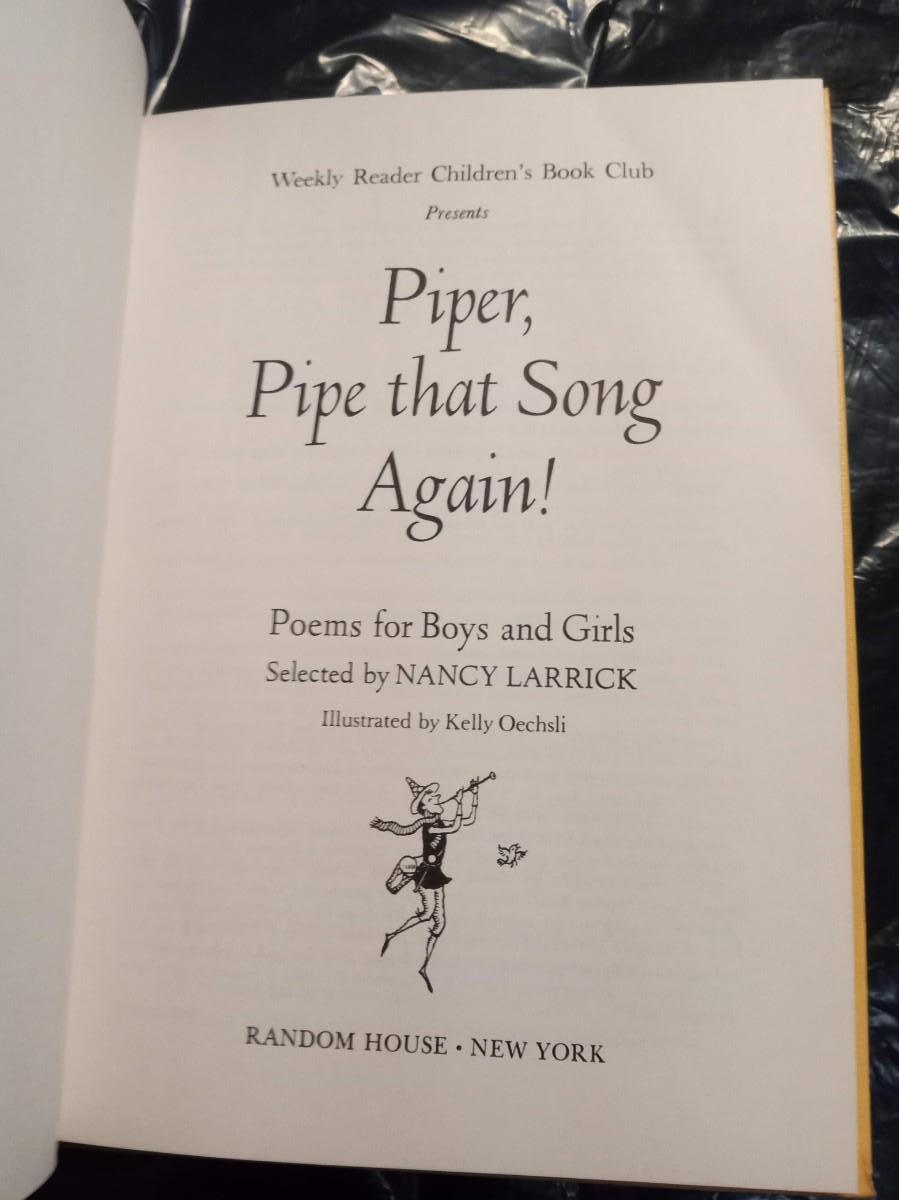 Weekly Reader Children's Book Club
Presents
Piper,
Pipe that Song
Again!
Poems for Boys and Girls
Selected by NANCY LARRICK
Illustrated by Kelly Oechsli
RANDOM HOUSE • NEW YORK